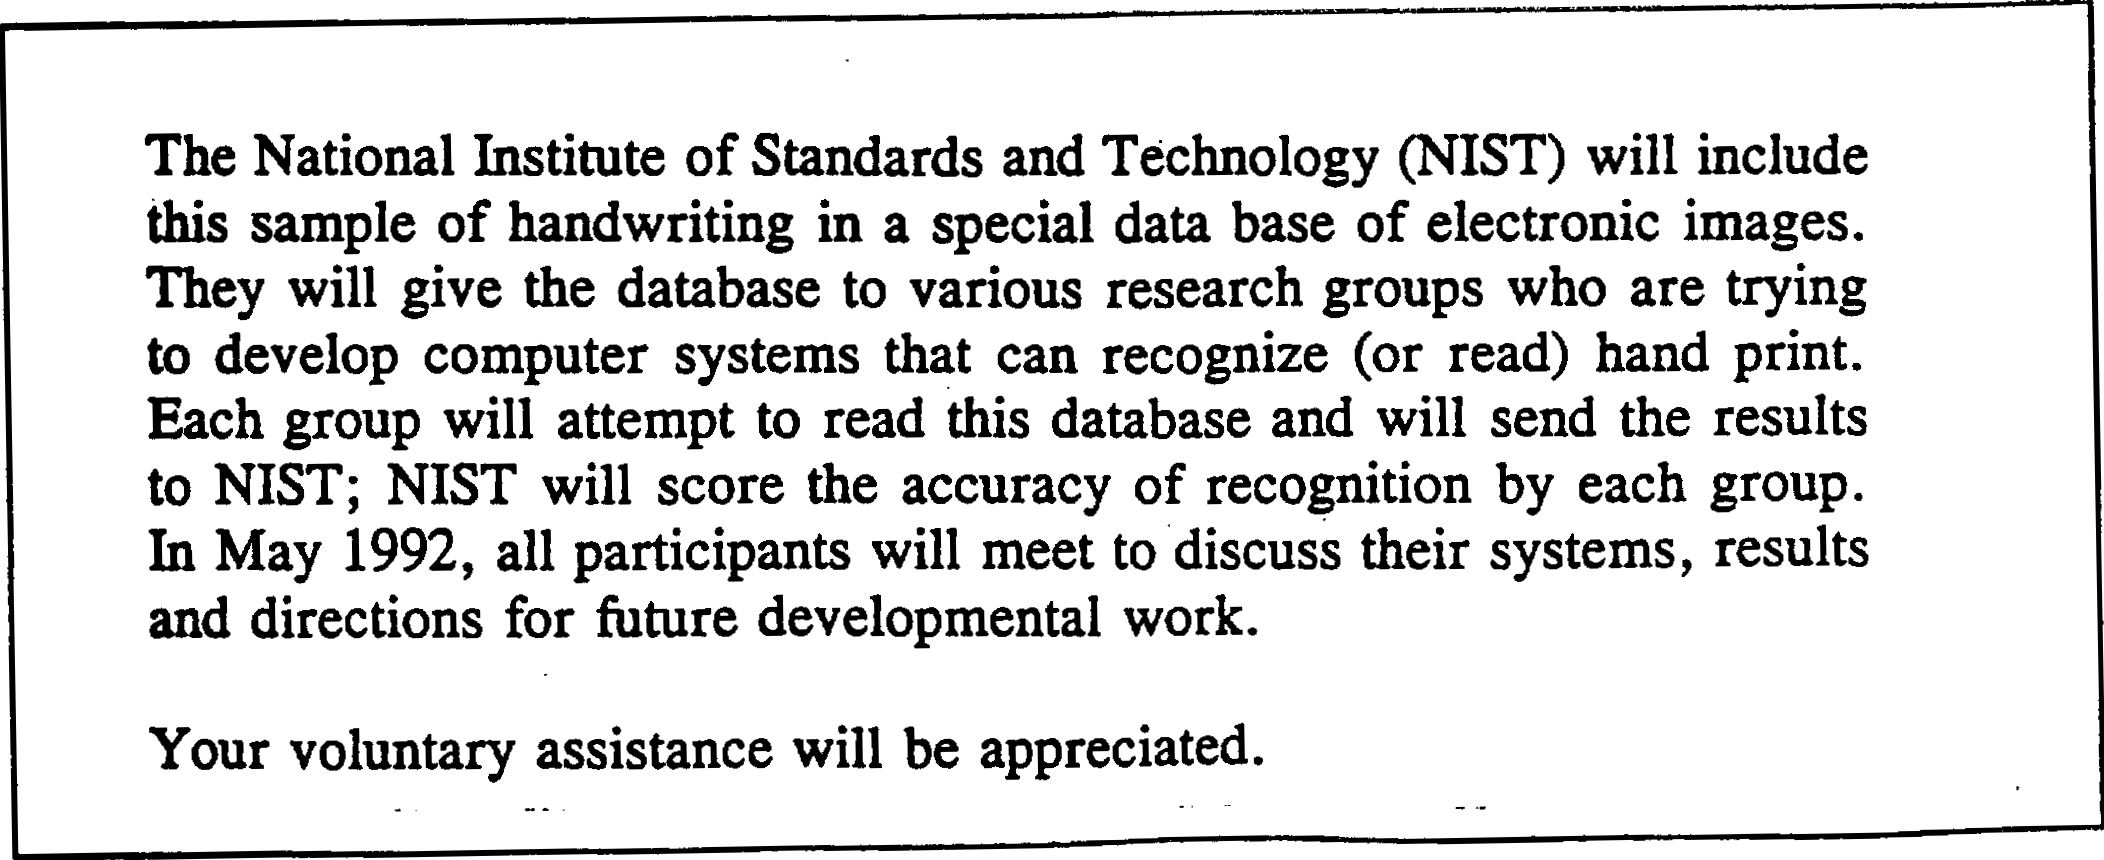 The National Institute of Standards and Technology (NIST) will include
this sample of handwriting in a special data base of electronic images.
They will give the database to various research groups who are trying
to develop computer systems that can recognize (or read) hand print.
Each group will attempt to read this database and will send the results
to NIST; NIST will score the accuracy of recognition by each group.
In May 1992, all participants will meet to discuss their systems, results
and directions for future developmental work.
Your voluntary assistance will be appreciated.